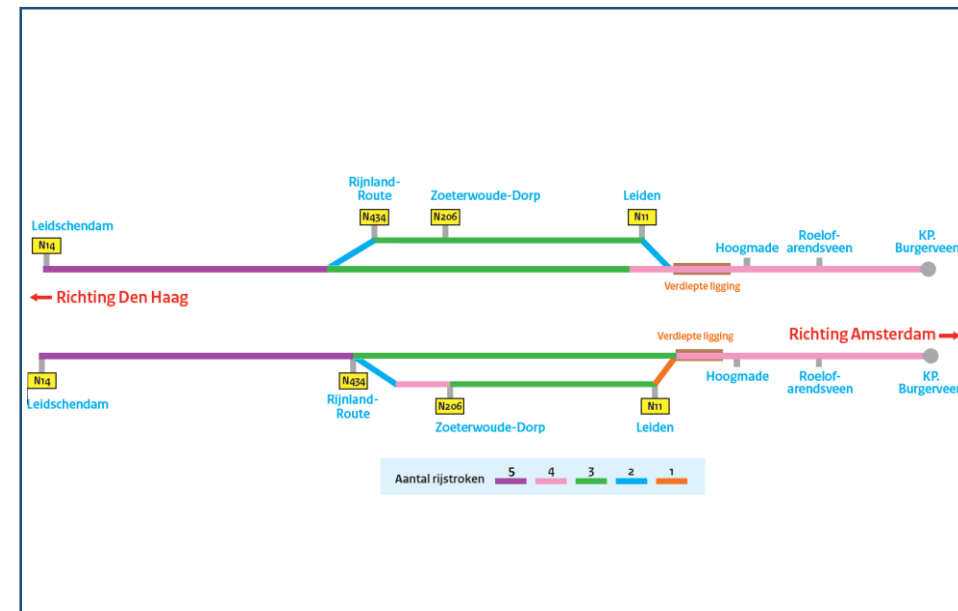 Rijnland-
Route
Zoeterwoude-Dorp
Leiden
N434
N206
N11
Leidschendam
N14
Hoogmade
Roelof-
arendsveen
KP.
Burgerveen
Verdiepte ligging
← Richting Den Haag
Verdiepte ligging
Richting Amsterdam →
N14
Leidschendam
N434
Rijnland-
Route
N206
Zoeterwoude-Dorp
N11
Leiden
Hoogmade
Roelof-
arendsveen
KP.
Burgerveen
Aantal rijstroken 5 4 3 2 1